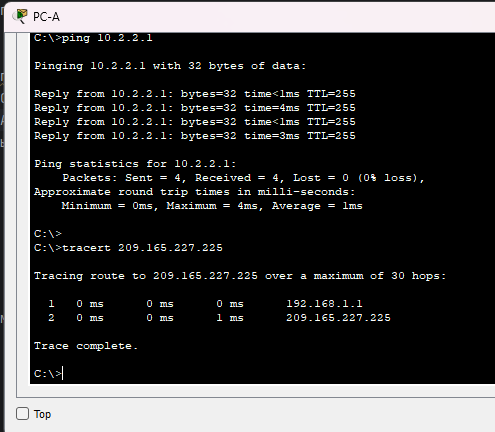 PC-A
C:\>ping 10.2.2.1
Pinging 10.2.2.1 with 32 bytes of data:
Reply from 10.2.2.1: bytes=32 time<1ms TTL=255
Reply from 10.2.2.1: bytes=32 time=4ms TTL=255
Reply from 10.2.2.1: bytes=32 time=1ms TTL=255
Reply from 10.2.2.1: bytes=32 time=3ms TTL=255
Ping statistics for 10.2.2.1:
Packets: Sent = 4, Received = 4, Lost = 0 (0% loss),
Approximate round trip times in milli-seconds:
Minimum = 0ms, Maximum = 4ms, Average = 1ms
C:\>
C:\>tracert 209.165.227.225
Tracing route to 209.165.227.225 over a maximum of 30 hops:
1 0 ms 0 ms 0 ms 192.168.1.1
2 0 ms 0 ms 1 ms 209.165.227.225
Trace complete.
C:\>
Top